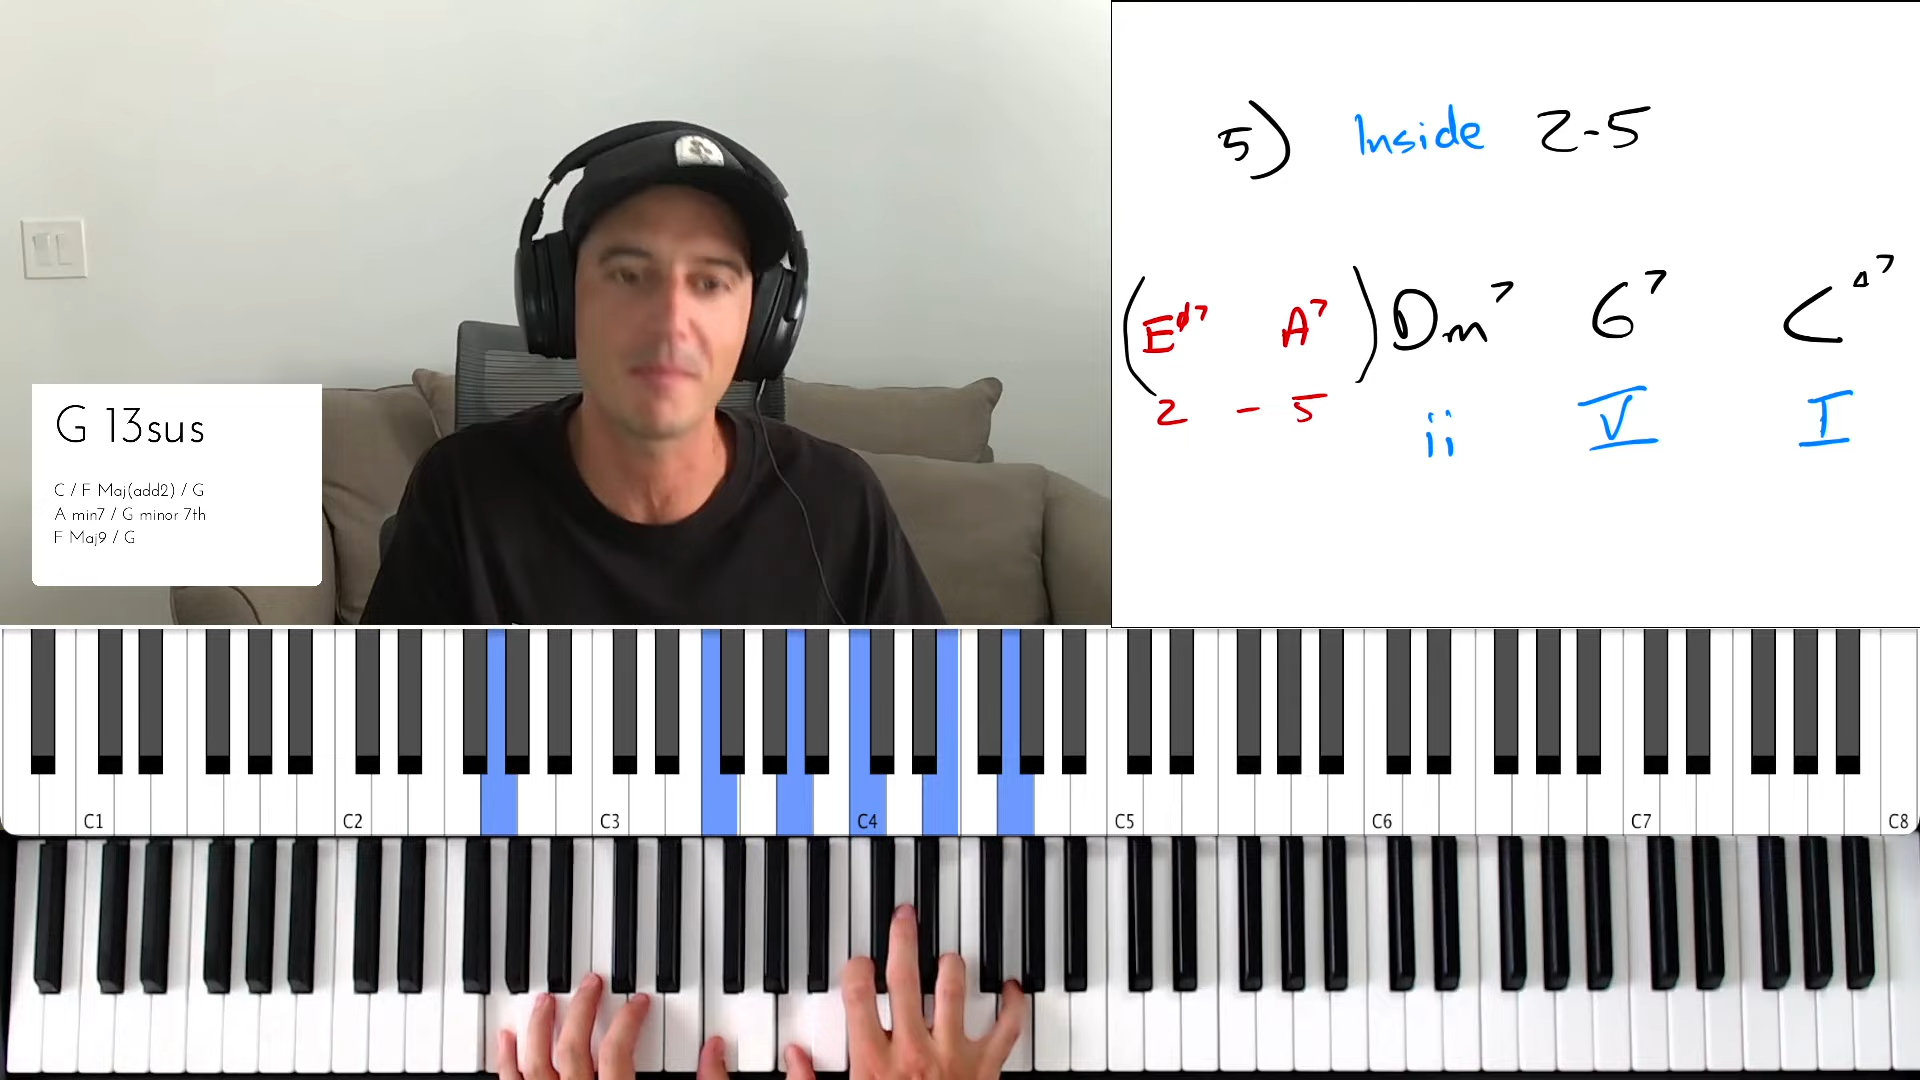 5) Inside 2-5
(Eø7 A7) Dm7 G7 CΔ7
2 - 5 ii V I
G 13sus
C / F Maj(add2) / G
A min7 / G minor 7th
F Maj9 / G
C1 C2 C3 C4 C5 C6 C7 C8